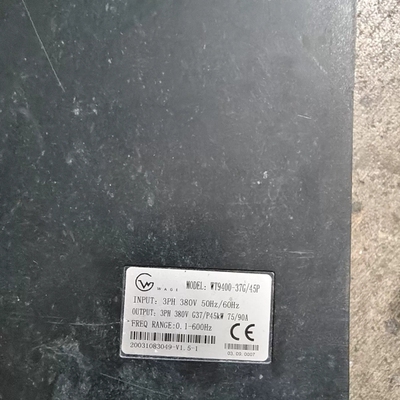 MODEL: WT9400-37G/45P
INPUT: 3PH 380V 50Hz/60Hz
OUTPUT: 3PH 380V G37/P45kW 75/90A
FREQ RANGE:0.1-600Hz
CE
20031083049-V1.5-1